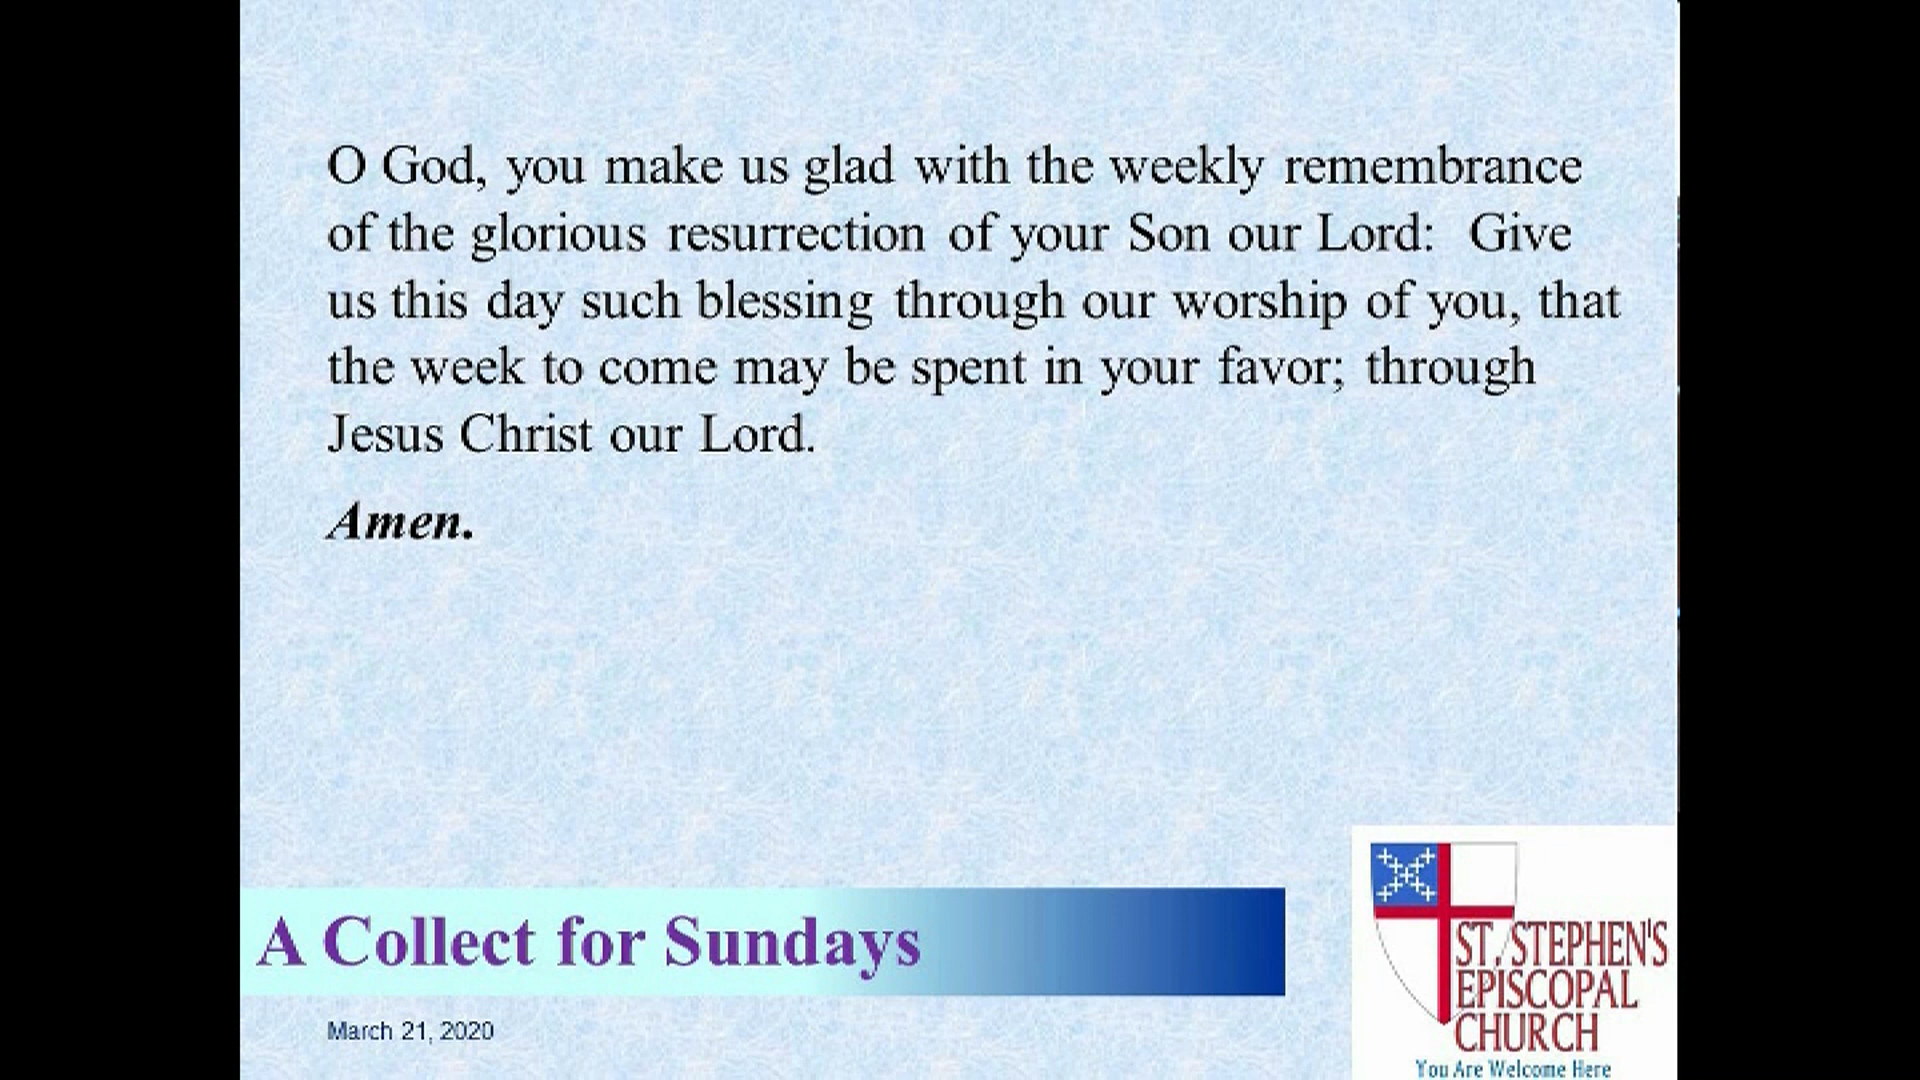 O God, you make us glad with the weekly remembrance
of the glorious resurrection of your Son our Lord: Give
us this day such blessing through our worship of you, that
the week to come may be spent in your favor; through
Jesus Christ our Lord.
Amen.
A Collect for Sundays
March 21, 2020
ST. STEPHEN'S
EPISCOPAL
CHURCH
You Are Welcome Here